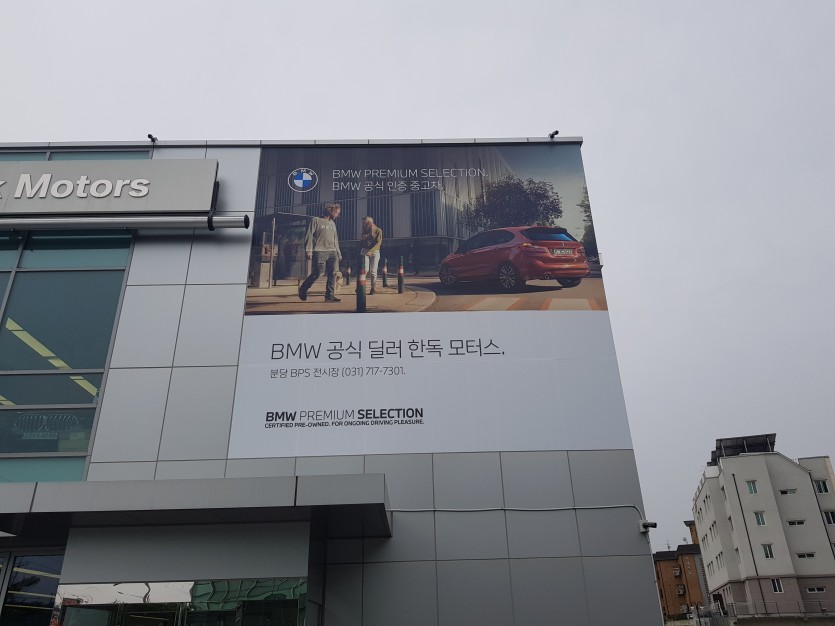 Motors
BMW PREMIUM SELECTION.
BMW 공식 인증 중고차.
BMW 공식 딜러 한독 모터스.
분당 BPS 전시장 (031) 717-7301.
BMW PREMIUM SELECTION
CERTIFIED PRE-OWNED. FOR ONGOING DRIVING PLEASURE.